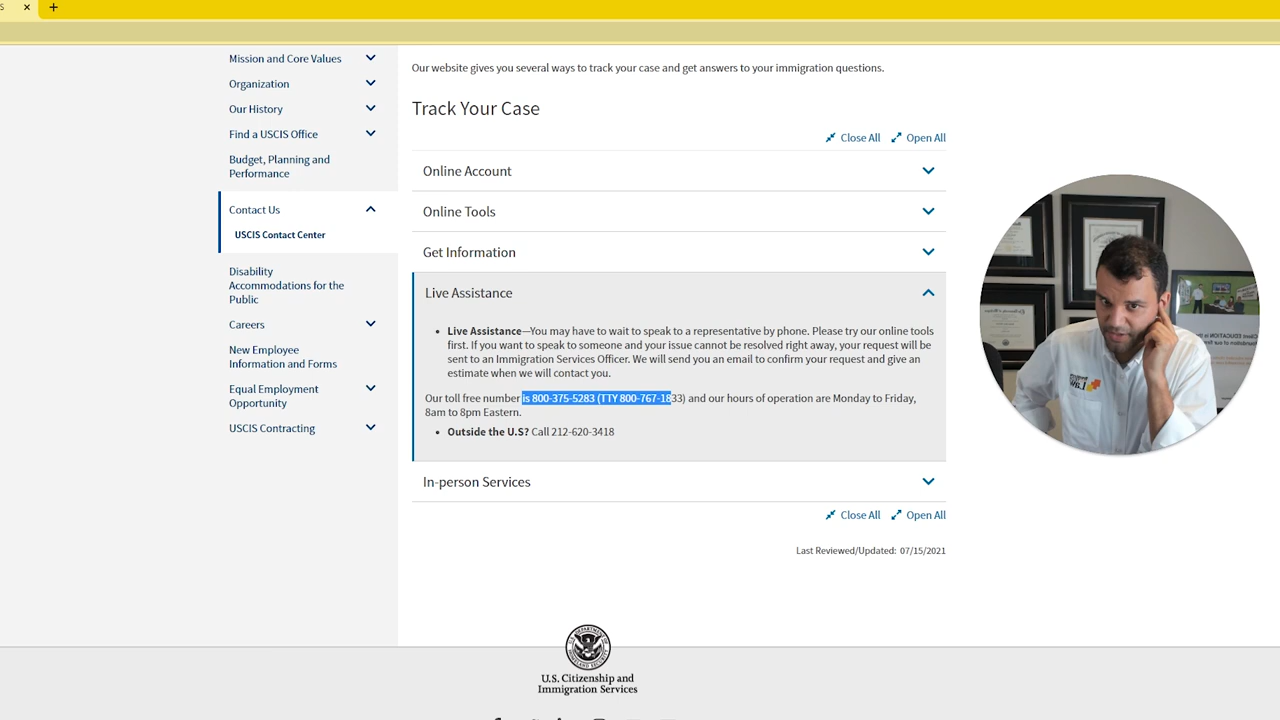 S
Mission and Core Values
Organization
Our History
Find a USCIS Office
Budget, Planning and
Performance
Contact Us
USCIS Contact Center
Disability
Accommodations for the
Public
Careers
New Employee
Information and Forms
Equal Employment
Opportunity
USCIS Contracting
Our website gives you several ways to track your case and get answers to your immigration questions.
Track Your Case
Close All Open All
Online Account
Online Tools
Get Information
Live Assistance
• Live Assistance—You may have to wait to speak to a representative by phone. Please try our online tools
first. If you want to speak to someone and your issue cannot be resolved right away, your request will be
sent to an Immigration Services Officer. We will send you an email to confirm your request and give an
estimate when we will contact you.
Our toll free number is 800-375-5283 (TTY 800-767-1833) and our hours of operation are Monday to Friday,
8am to 8pm Eastern.
• Outside the U.S? Call 212-620-3418
In-person Services
Close All Open All
Last Reviewed/Updated: 07/15/2021
U.S. Citizenship and
Immigration Services